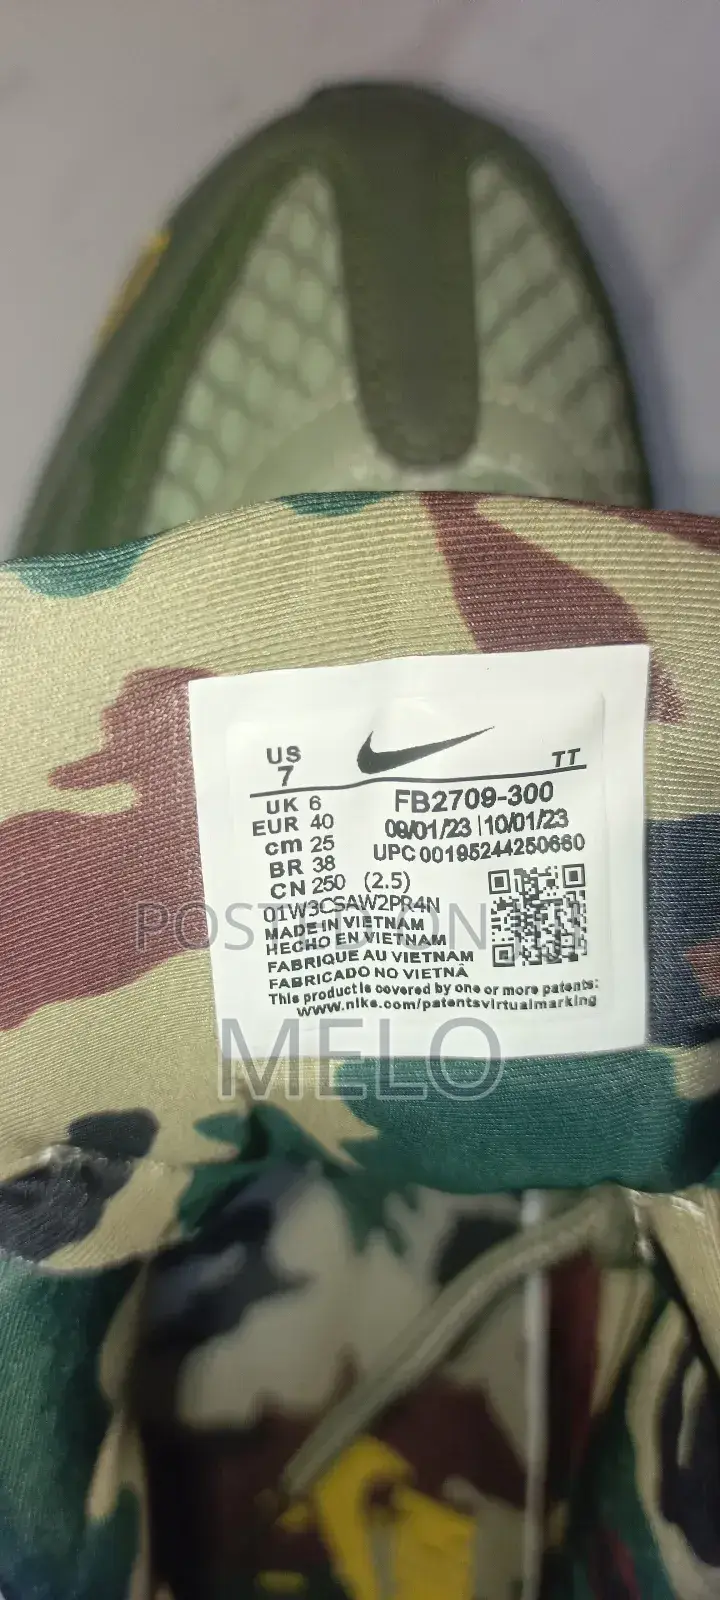 US
7
TT
UK 6
EUR 40
cm 25
BR 38
CN 250 (2.5)
FB2709-300
09/01/23 | 10/01/23
UPC 00195244250660
01W3CSAW2PR4N
MADE IN VIETNAM
HECHO EN VIETNAM
FABRIQUE AU VIETNAM
FABRICADO NO VIETNÃ
This product is covered by one or more patents:
www.nike.com/patentsvirtualmarking
POSTED ON
MELO